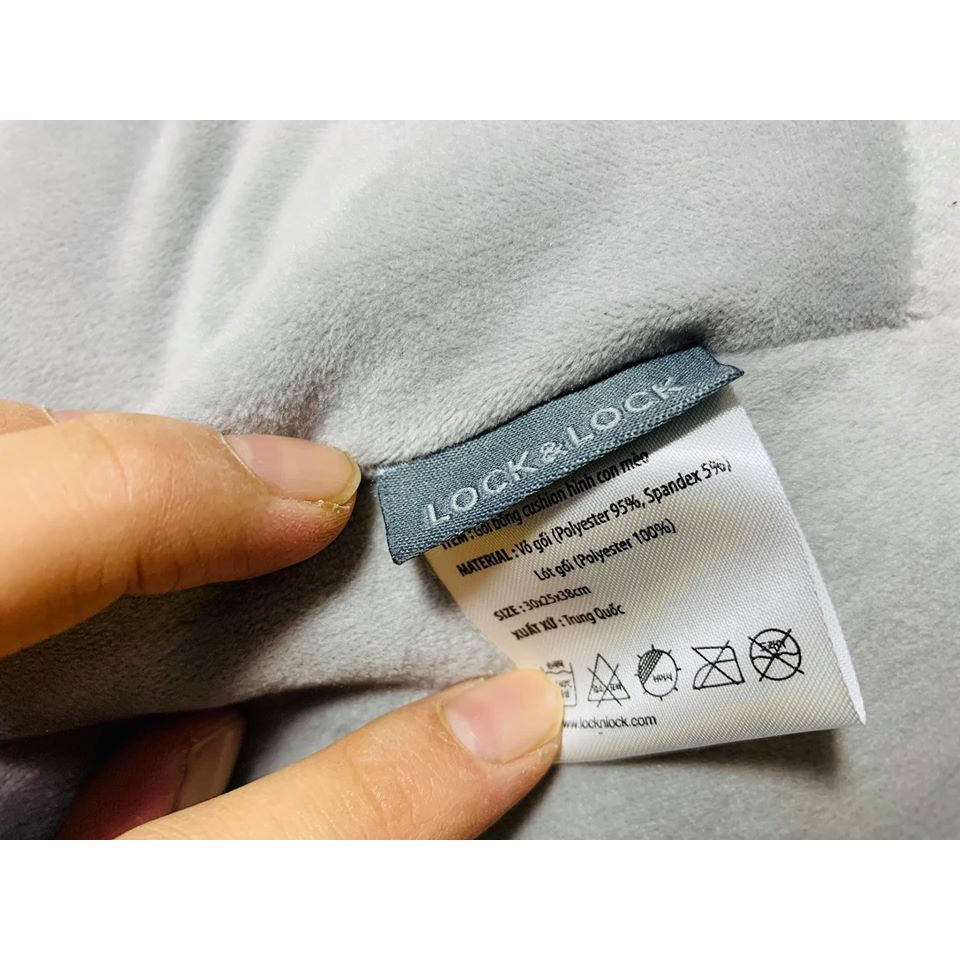 LOCK&LOCK
ITEM : Gối bông cushion hình con mèo
MATERIAL : Vỏ gối (Polyester 95%, Spandex 5%)
Lót gối (Polyester 100%)
SIZE : 30x25x38cm
XUẤT XỨ : Trung Quốc
www.locknlock.com